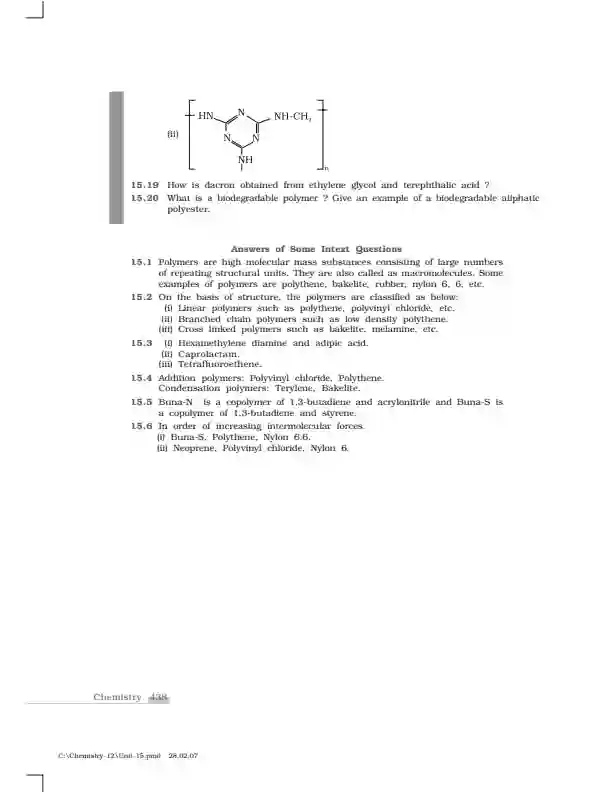 HN
N
NH-CH2
(ii)
N
N
NH
n
15.19 How is dacron obtained from ethylene glycol and terephthalic acid ?
15.20 What is a biodegradable polymer ? Give an example of a biodegradable aliphatic
polyester.
Answers of Some Intext Questions
15.1 Polymers are high molecular mass substances consisting of large numbers
of repeating structural units. They are also called as macromolecules. Some
examples of polymers are polythene, bakelite, rubber, nylon 6, 6, etc.
15.2 On the basis of structure, the polymers are classified as below:
(i) Linear polymers such as polythene, polyvinyl chloride, etc.
(ii) Branched chain polymers such as low density polythene.
(iii) Cross linked polymers such as bakelite, melamine, etc.
15.3 (i) Hexamethylene diamine and adipic acid.
(ii) Caprolactam.
(iii) Tetrafluoroethene.
15.4 Addition polymers: Polyvinyl chloride, Polythene.
Condensation polymers: Terylene, Bakelite.
15.5 Buna-N is a copolymer of 1,3-butadiene and acrylonitrile and Buna-S is
a copolymer of 1,3-butadiene and styrene.
15.6 In order of increasing intermolecular forces.
(i) Buna-S, Polythene, Nylon 6,6.
(ii) Neoprene, Polyvinyl chloride, Nylon 6.
Chemistry 438
C:\Chemistry-12\Unit-15.pmd 28.02.07